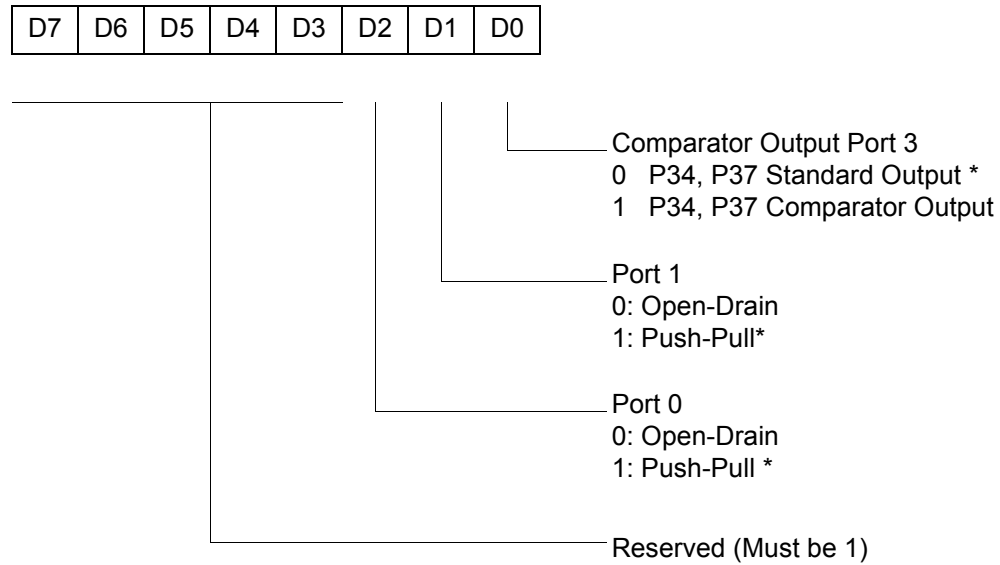 D7 D6 D5 D4 D3 D2 D1 D0
Comparator Output Port 3
0 P34, P37 Standard Output *
1 P34, P37 Comparator Output
Port 1
0: Open-Drain
1: Push-Pull*
Port 0
0: Open-Drain
1: Push-Pull *
Reserved (Must be 1)